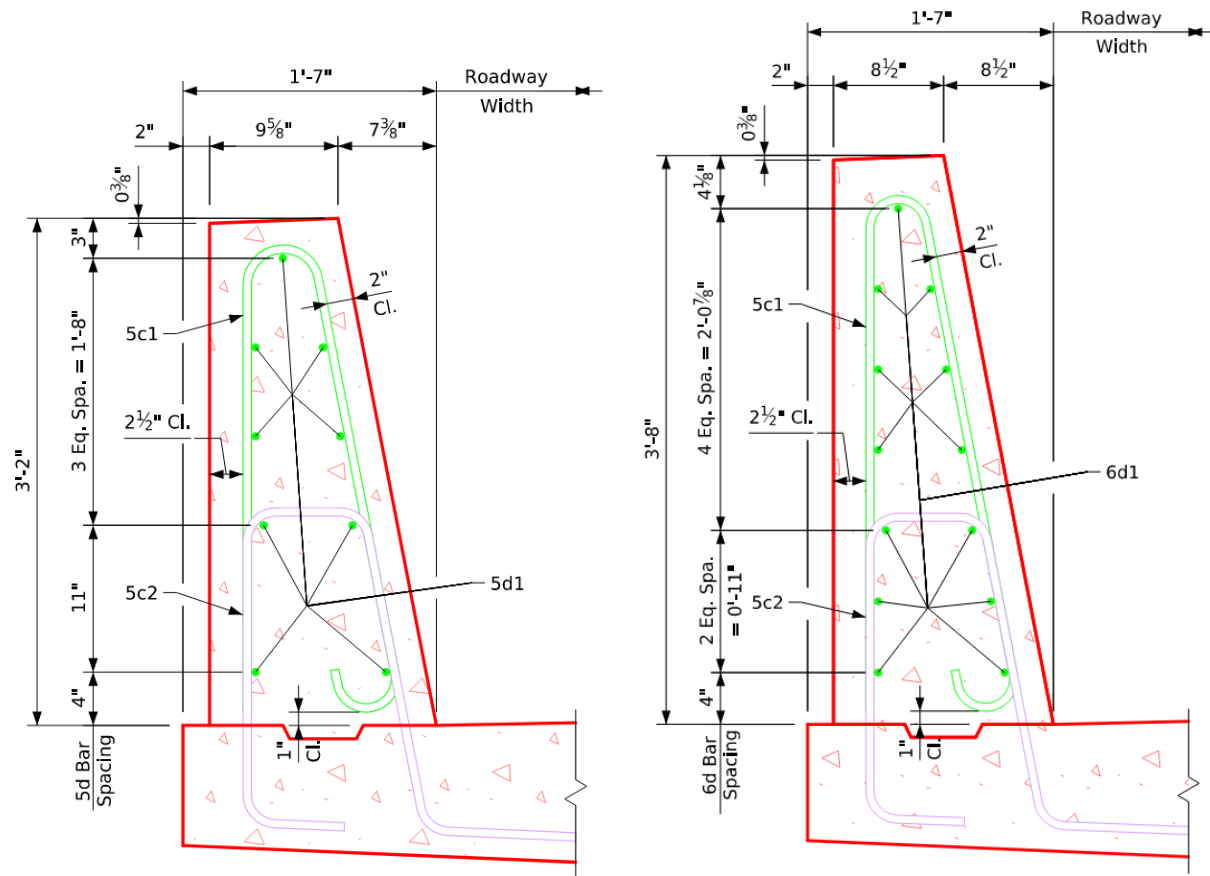 1'-7"
Roadway
Width
2"
9⅝"
7⅜"
0⅜"
3"
3'-2"
3 Eq. Spa. = 1'-8"
2"
Cl.
5c1
2½" Cl.
11"
5c2
5d1
4"
5d Bar
Spacing
1"
Cl.
1'-7"
Roadway
Width
2"
8½"
8½"
0⅜"
4⅛"
3'-8"
4 Eq. Spa. = 2'-0⅞"
2"
Cl.
5c1
2½" Cl.
6d1
2 Eq. Spa.
= 0'-11"
5c2
4"
6d Bar
Spacing
1"
Cl.